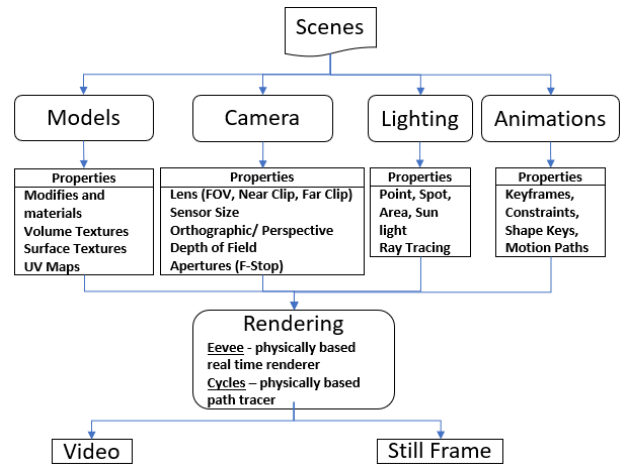 Scenes
Models
Camera
Lighting
Animations
Properties
Modifies and
materials
Volume Textures
Surface Textures
UV Maps
Properties
Lens (FOV, Near Clip, Far Clip)
Sensor Size
Orthographic/ Perspective
Depth of Field
Apertures (F-Stop)
Properties
Point, Spot,
Area, Sun
light
Ray Tracing
Properties
Keyframes,
Constraints,
Shape Keys,
Motion Paths
Rendering
Eevee - physically based
real time renderer
Cycles – physically based
path tracer
Video
Still Frame